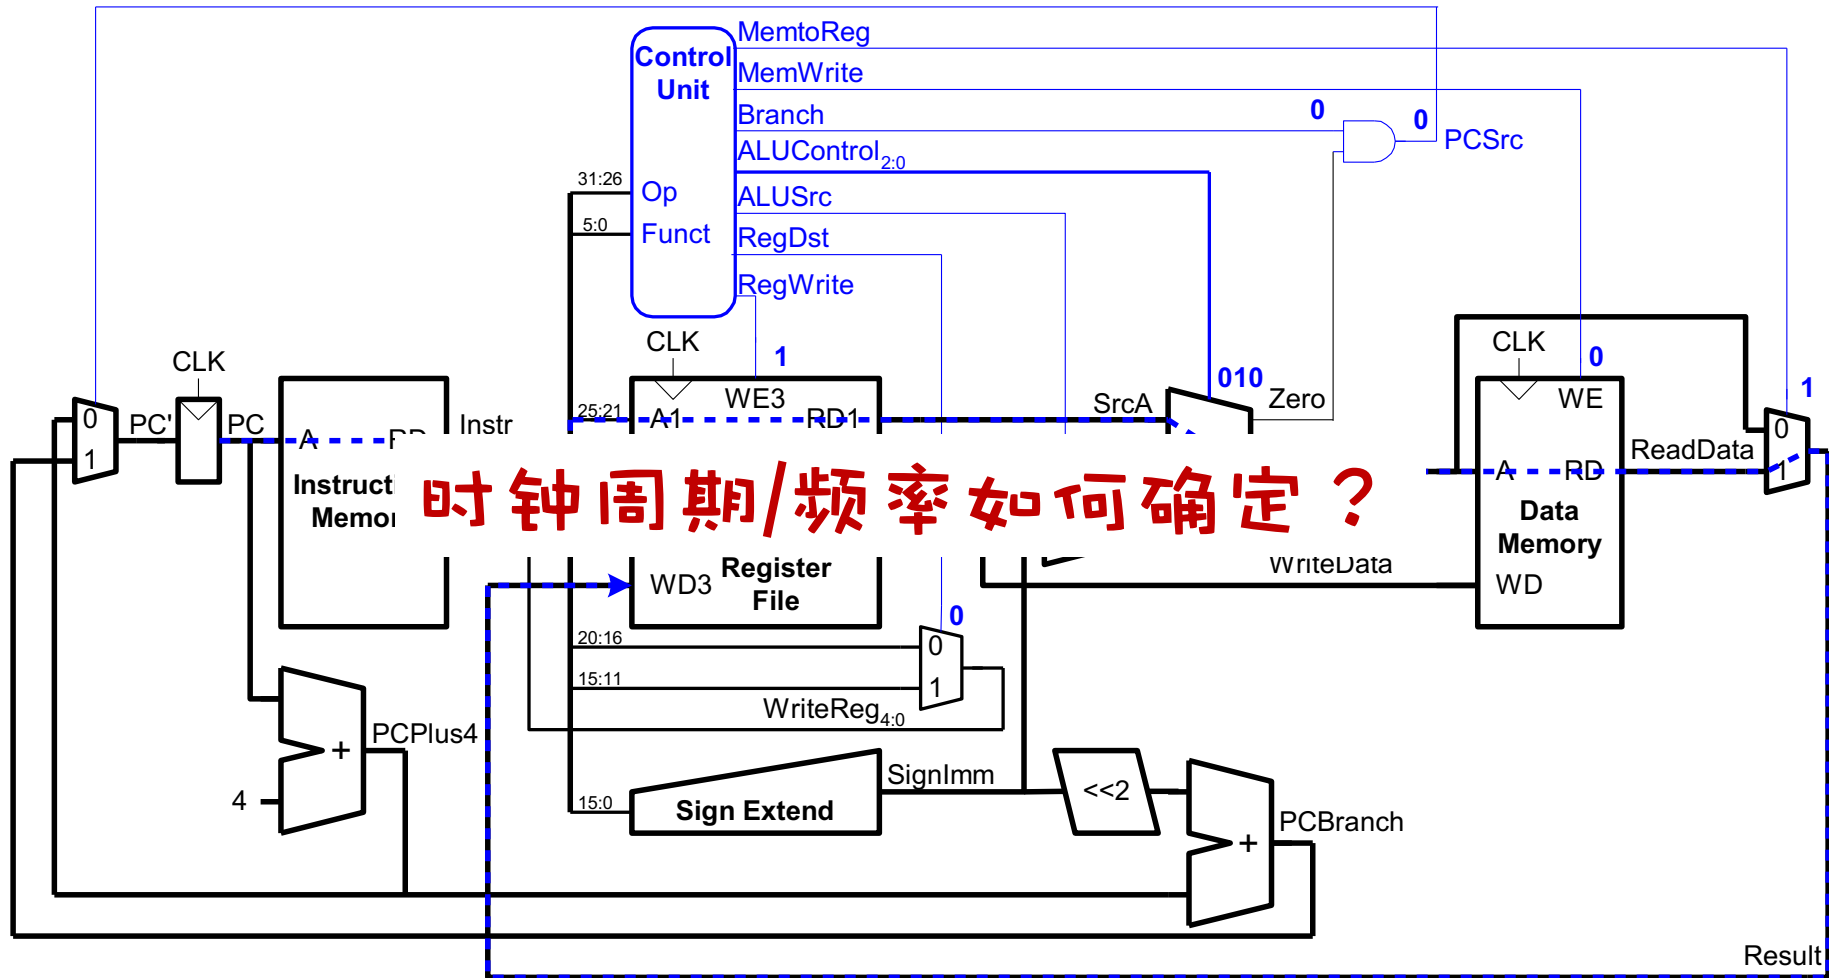 MemtoReg
Control
Unit
MemWrite
Branch
0
0
PCSrc
ALUControl2:0
31:26
Op
ALUSrc
5:0
Funct
RegDst
RegWrite
CLK
CLK
CLK
1
010
0
1
WE3
SrcA
Zero
WE
0
PC'
PC
A
Instr
25:21
A1
RD1
0
1
ReadData
A
RD
1
时钟周期/频率如何确定？
Data
Memory
WriteData
WD
WD3
Register
File
0
20:16
0
15:11
1
WriteReg4:0
PCPlus4
+
4
SignImm
15:0
Sign Extend
<<2
PCBranch
+
Result